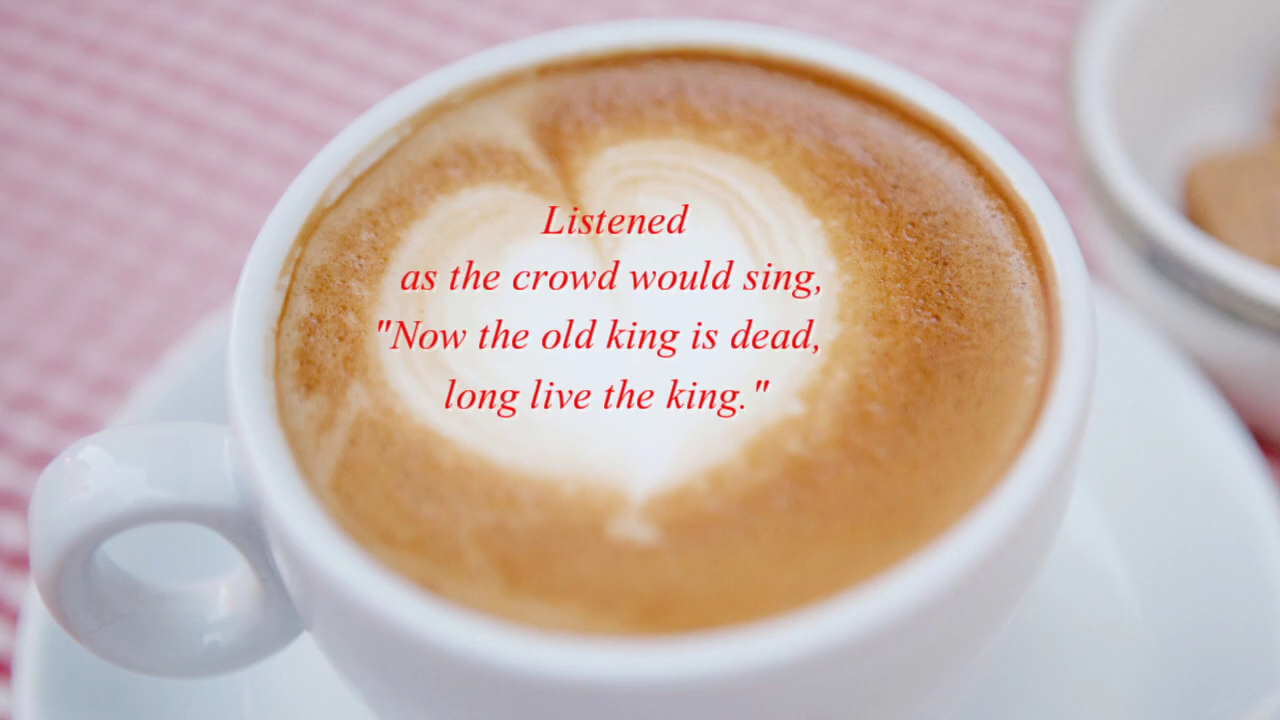 Listened
as the crowd would sing,
"Now the old king is dead,
long live the king."